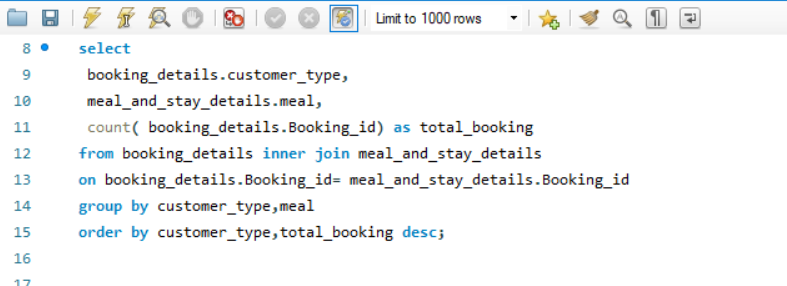 Limit to 1000 rows
8 select
9 booking_details.customer_type,
10 meal_and_stay_details.meal,
11 count( booking_details.Booking_id) as total_booking
12 from booking_details inner join meal_and_stay_details
13 on booking_details.Booking_id= meal_and_stay_details.Booking_id
14 group by customer_type,meal
15 order by customer_type,total_booking desc;
16
17